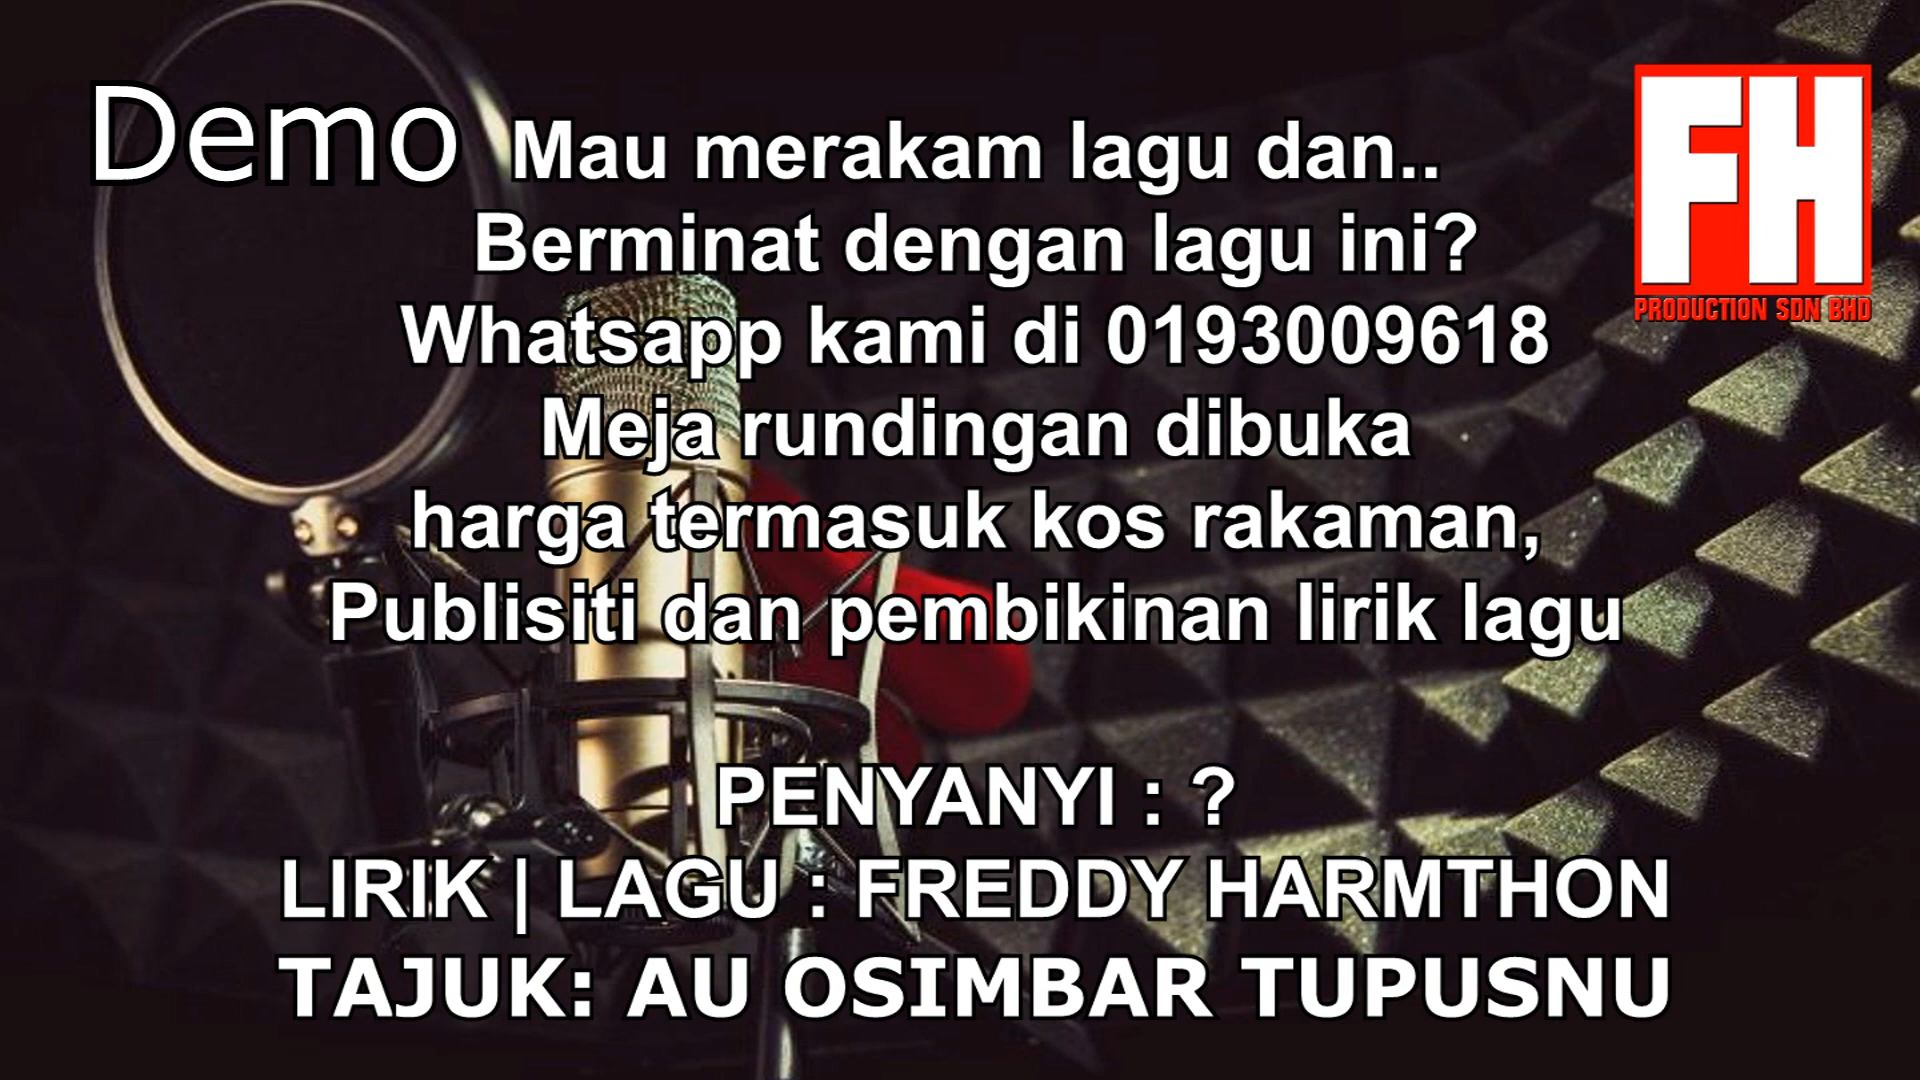 Demo
Mau merakam lagu dan..
Berminat dengan lagu ini?
Whatsapp kami di 0193009618
Meja rundingan dibuka
harga termasuk kos rakaman,
Publisiti dan pembikinan lirik lagu
FH
PRODUCTION SDN BHD
PENYANYI : ?
LIRIK | LAGU : FREDDY HARMTHON
TAJUK: AU OSIMBAR TUPUSNU